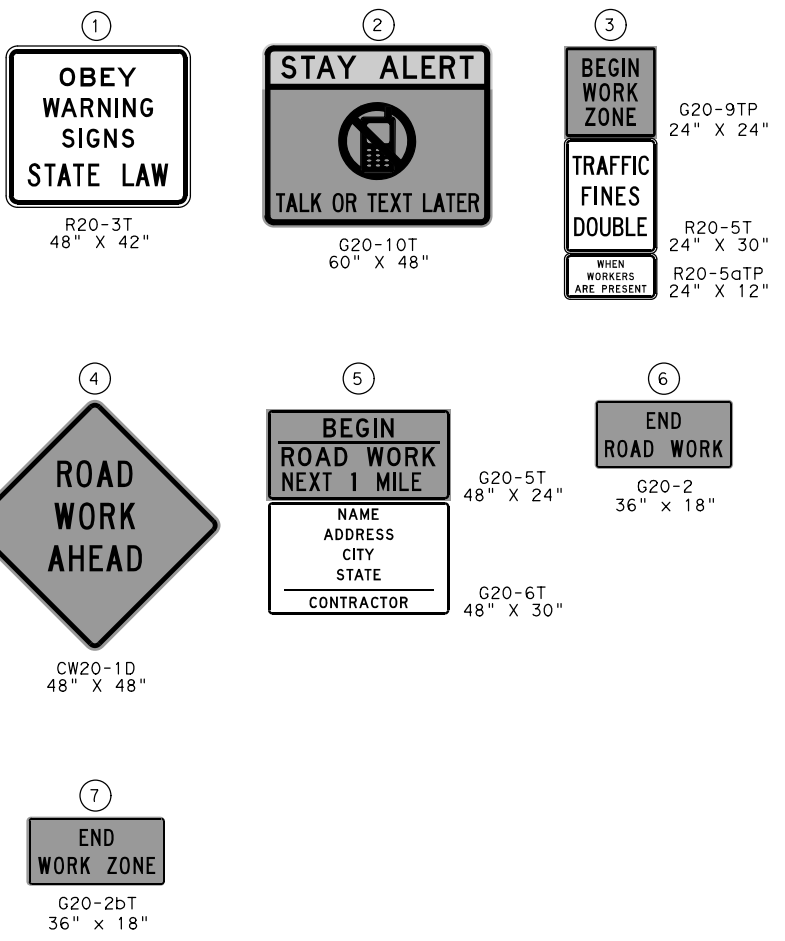 1
OBEY
WARNING
SIGNS
STATE LAW
R20-3T
48" X 42"
2
STAY ALERT
TALK OR TEXT LATER
G20-10T
60" X 48"
3
BEGIN
WORK
ZONE
G20-9TP
24" X 24"
TRAFFIC
FINES
DOUBLE
R20-5T
24" X 30"
WHEN
WORKERS
ARE PRESENT
R20-5aTP
24" X 12"
4
ROAD
WORK
AHEAD
CW20-1D
48" X 48"
5
BEGIN
ROAD WORK
NEXT 1 MILE
G20-5T
48" X 24"
NAME
ADDRESS
CITY
STATE
CONTRACTOR
G20-6T
48" X 30"
6
END
ROAD WORK
G20-2
36" x 18"
7
END
WORK ZONE
G20-2bT
36" x 18"